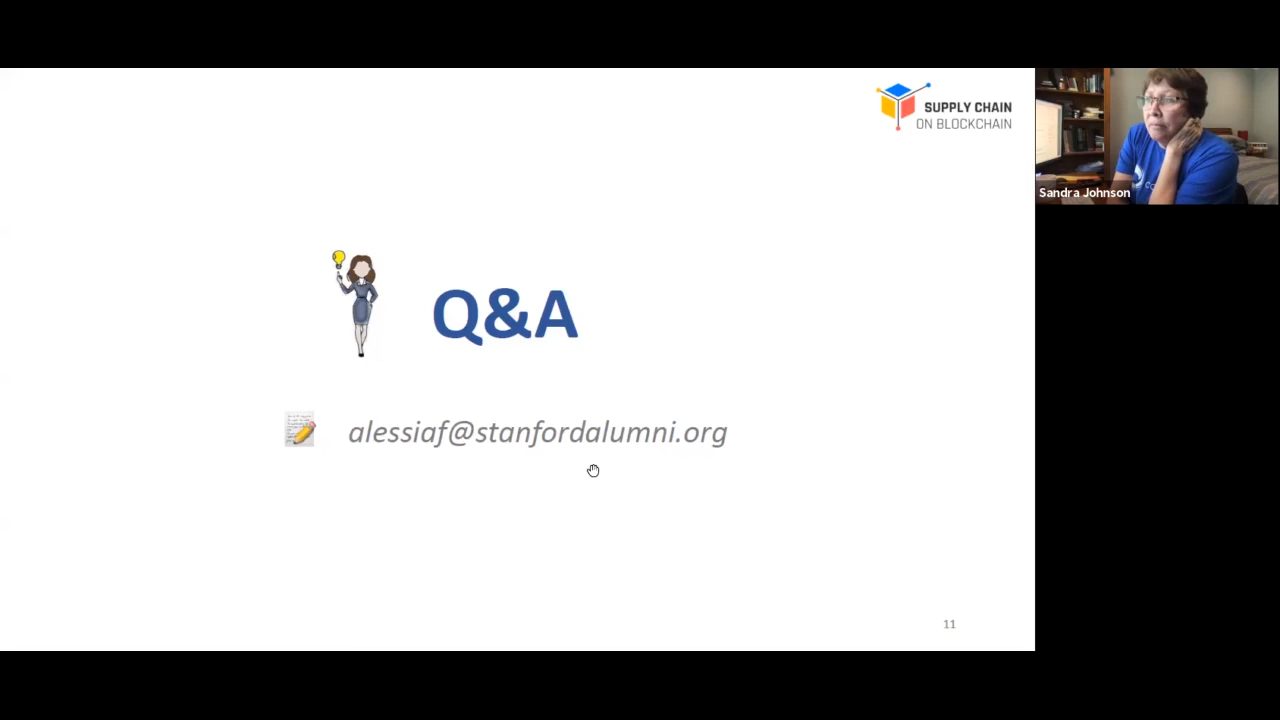 SUPPLY CHAIN
ON BLOCKCHAIN
Sandra Johnson
Q&A
alessiaf@stanfordalumni.org
11